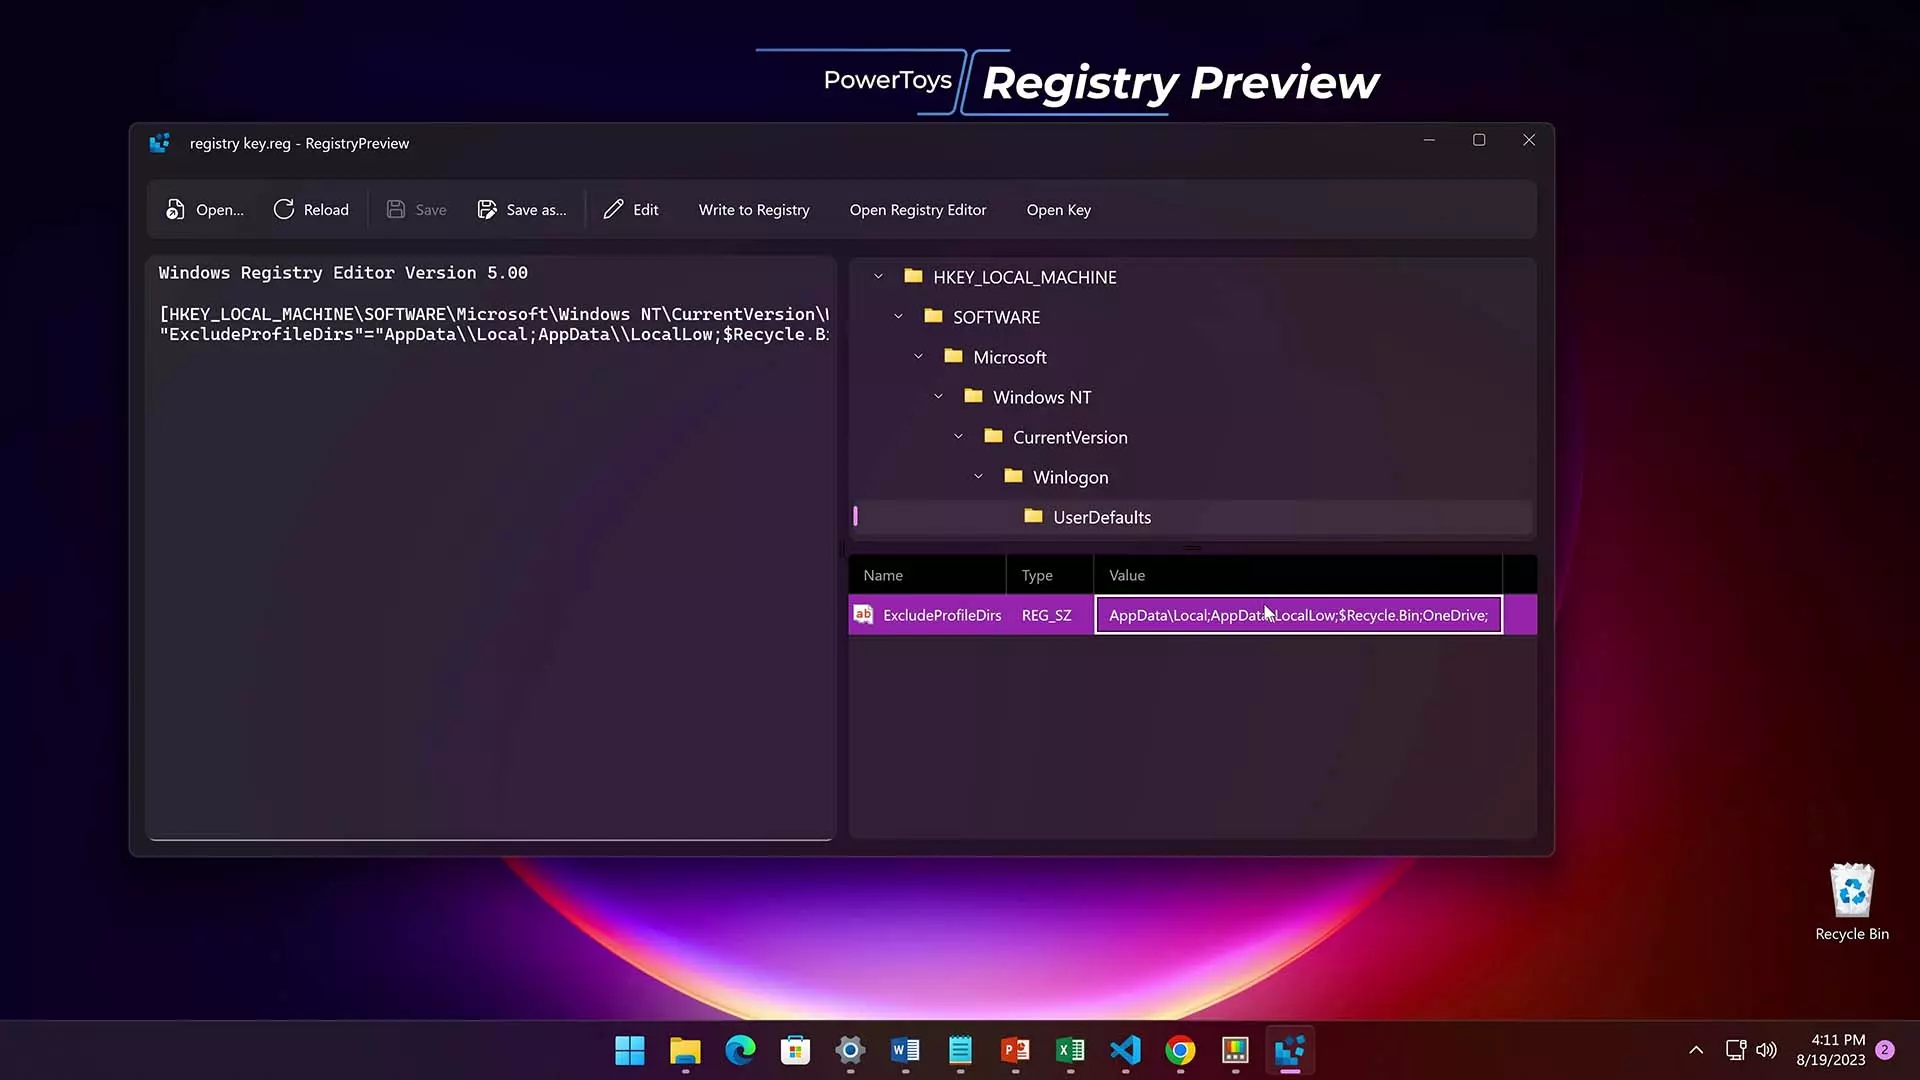 PowerToys
Registry Preview
registry key.reg - RegistryPreview
Open...
Reload
Save
Save as...
Edit
Write to Registry
Open Registry Editor
Open Key
Windows Registry Editor Version 5.00
[HKEY_LOCAL_MACHINE\SOFTWARE\Microsoft\Windows NT\CurrentVersion\
"ExcludeProfileDirs"="AppData\\Local;AppData\\LocalLow;$Recycle.B
HKEY_LOCAL_MACHINE
SOFTWARE
Microsoft
Windows NT
CurrentVersion
Winlogon
UserDefaults
Name Type Value
ab ExcludeProfileDirs REG_SZ AppData\Local;AppData\LocalLow;$Recycle.Bin;OneDrive;
Recycle Bin
4:11 PM
8/19/2023
2